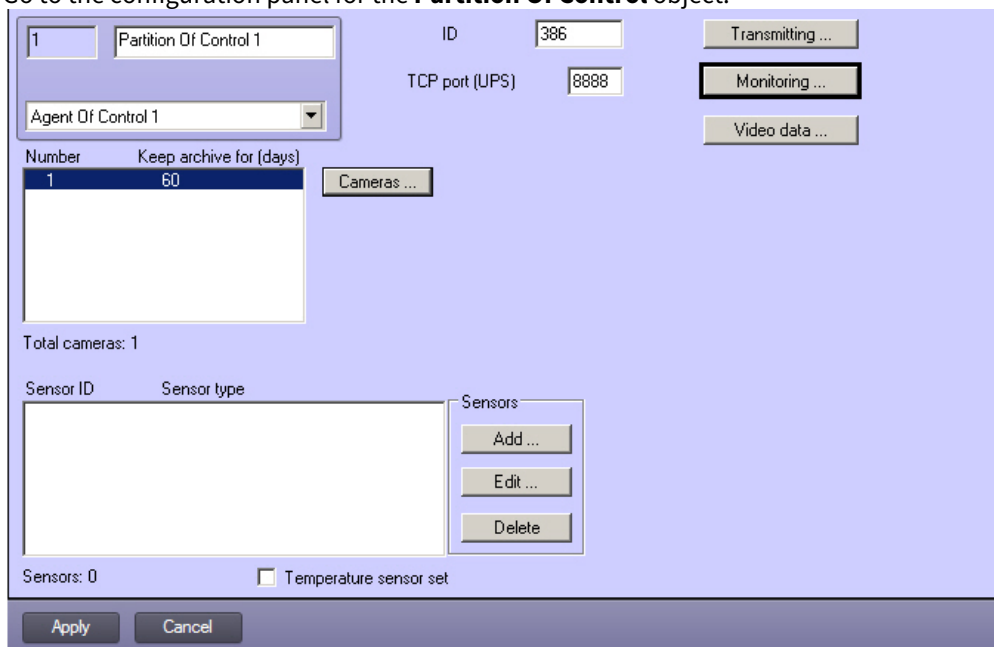 Go to the configuration panel for the Partition Of Control object.
1 Partition Of Control 1 ID 386 Transmitting ...
TCP port (UPS) 8888 Monitoring ...
Agent Of Control 1 Video data ...
Number Keep archive for (days)
1 60 Cameras ...
Total cameras: 1
Sensor ID Sensor type
Sensors
Add ...
Edit ...
Delete
Sensors: 0 Temperature sensor set
Apply Cancel